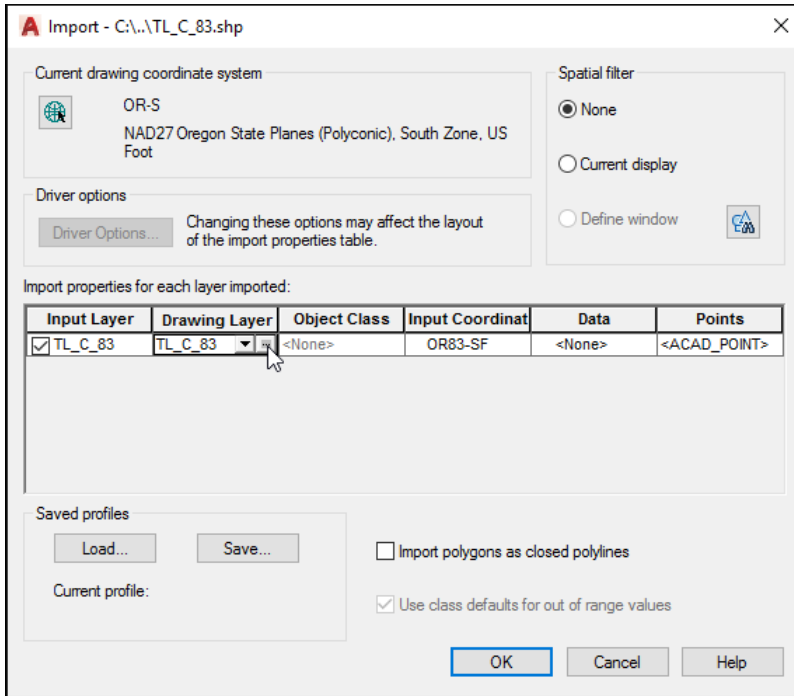 Import - C:\..\TL_C_83.shp
Current drawing coordinate system
OR-S
NAD27 Oregon State Planes (Polyconic), South Zone, US
Foot
Spatial filter
None
Current display
Define window
Driver options
Driver Options...
Changing these options may affect the layout
of the import properties table.
Import properties for each layer imported:
Input Layer Drawing Layer Object Class Input Coordinat Data Points
TL_C_83 TL_C_83 ... <None> OR83-SF <None> <ACAD_POINT>
Saved profiles
Load... Save...
Current profile:
Import polygons as closed polylines
Use class defaults for out of range values
OK Cancel Help